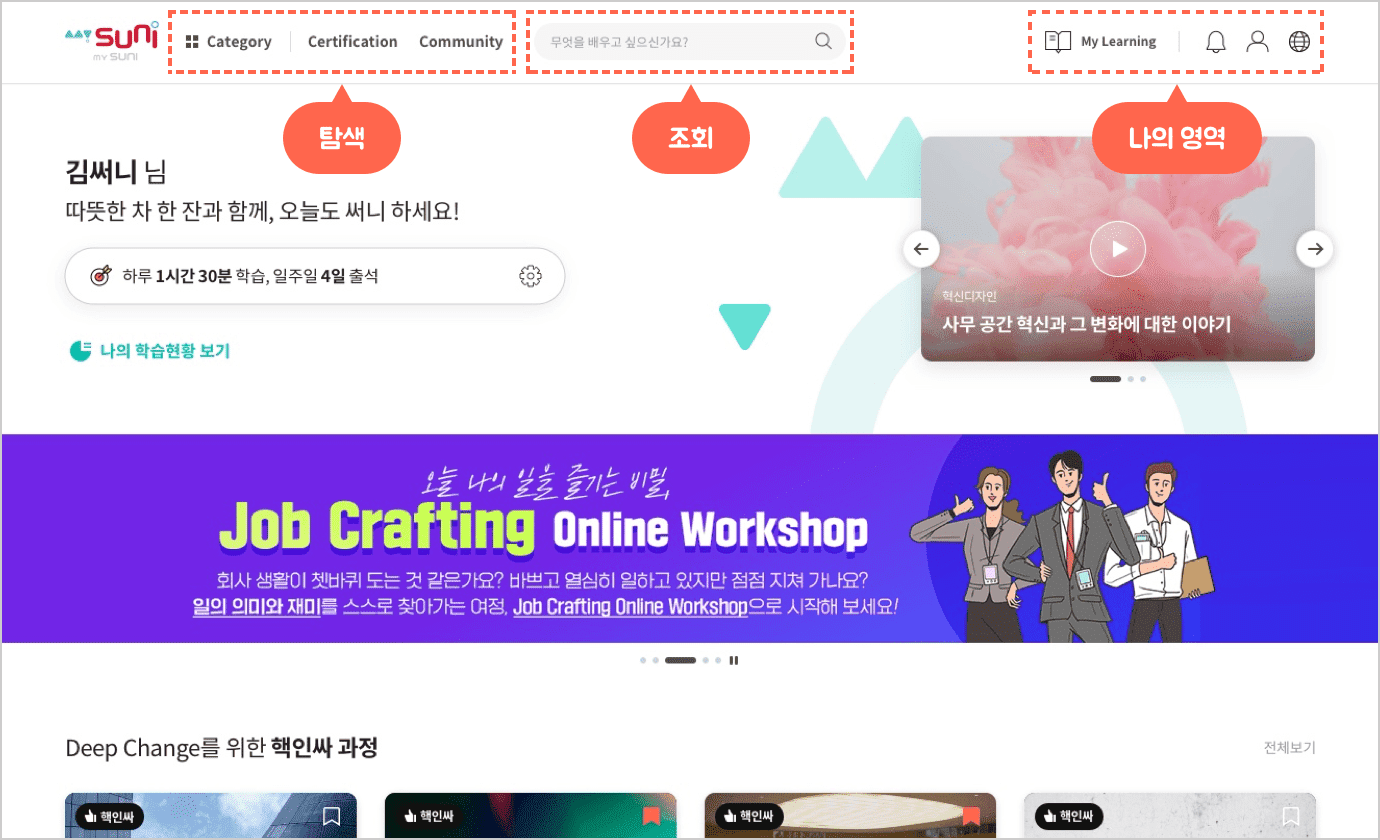 SUNI
MY SUNI
Category
Certification
Community
무엇을 배우고 싶으신가요?
My Learning
탐색
조회
나의 영역
김써니 님
따뜻한 차 한 잔과 함께, 오늘도 써니 하세요!
하루 1시간 30분 학습, 일주일 4일 출석
나의 학습현황 보기
혁신디자인
사무 공간 혁신과 그 변화에 대한 이야기
오늘 나의 일을 즐기는 비밀,
Job Crafting Online Workshop
회사 생활이 쳇바퀴 도는 것 같은가요? 바쁘고 열심히 일하고 있지만 점점 지쳐 가나요?
일의 의미와 재미를 스스로 찾아가는 여정, Job Crafting Online Workshop으로 시작해 보세요!
Deep Change를 위한 핵인싸 과정
전체보기
핵인싸
핵인싸
핵인싸
핵인싸